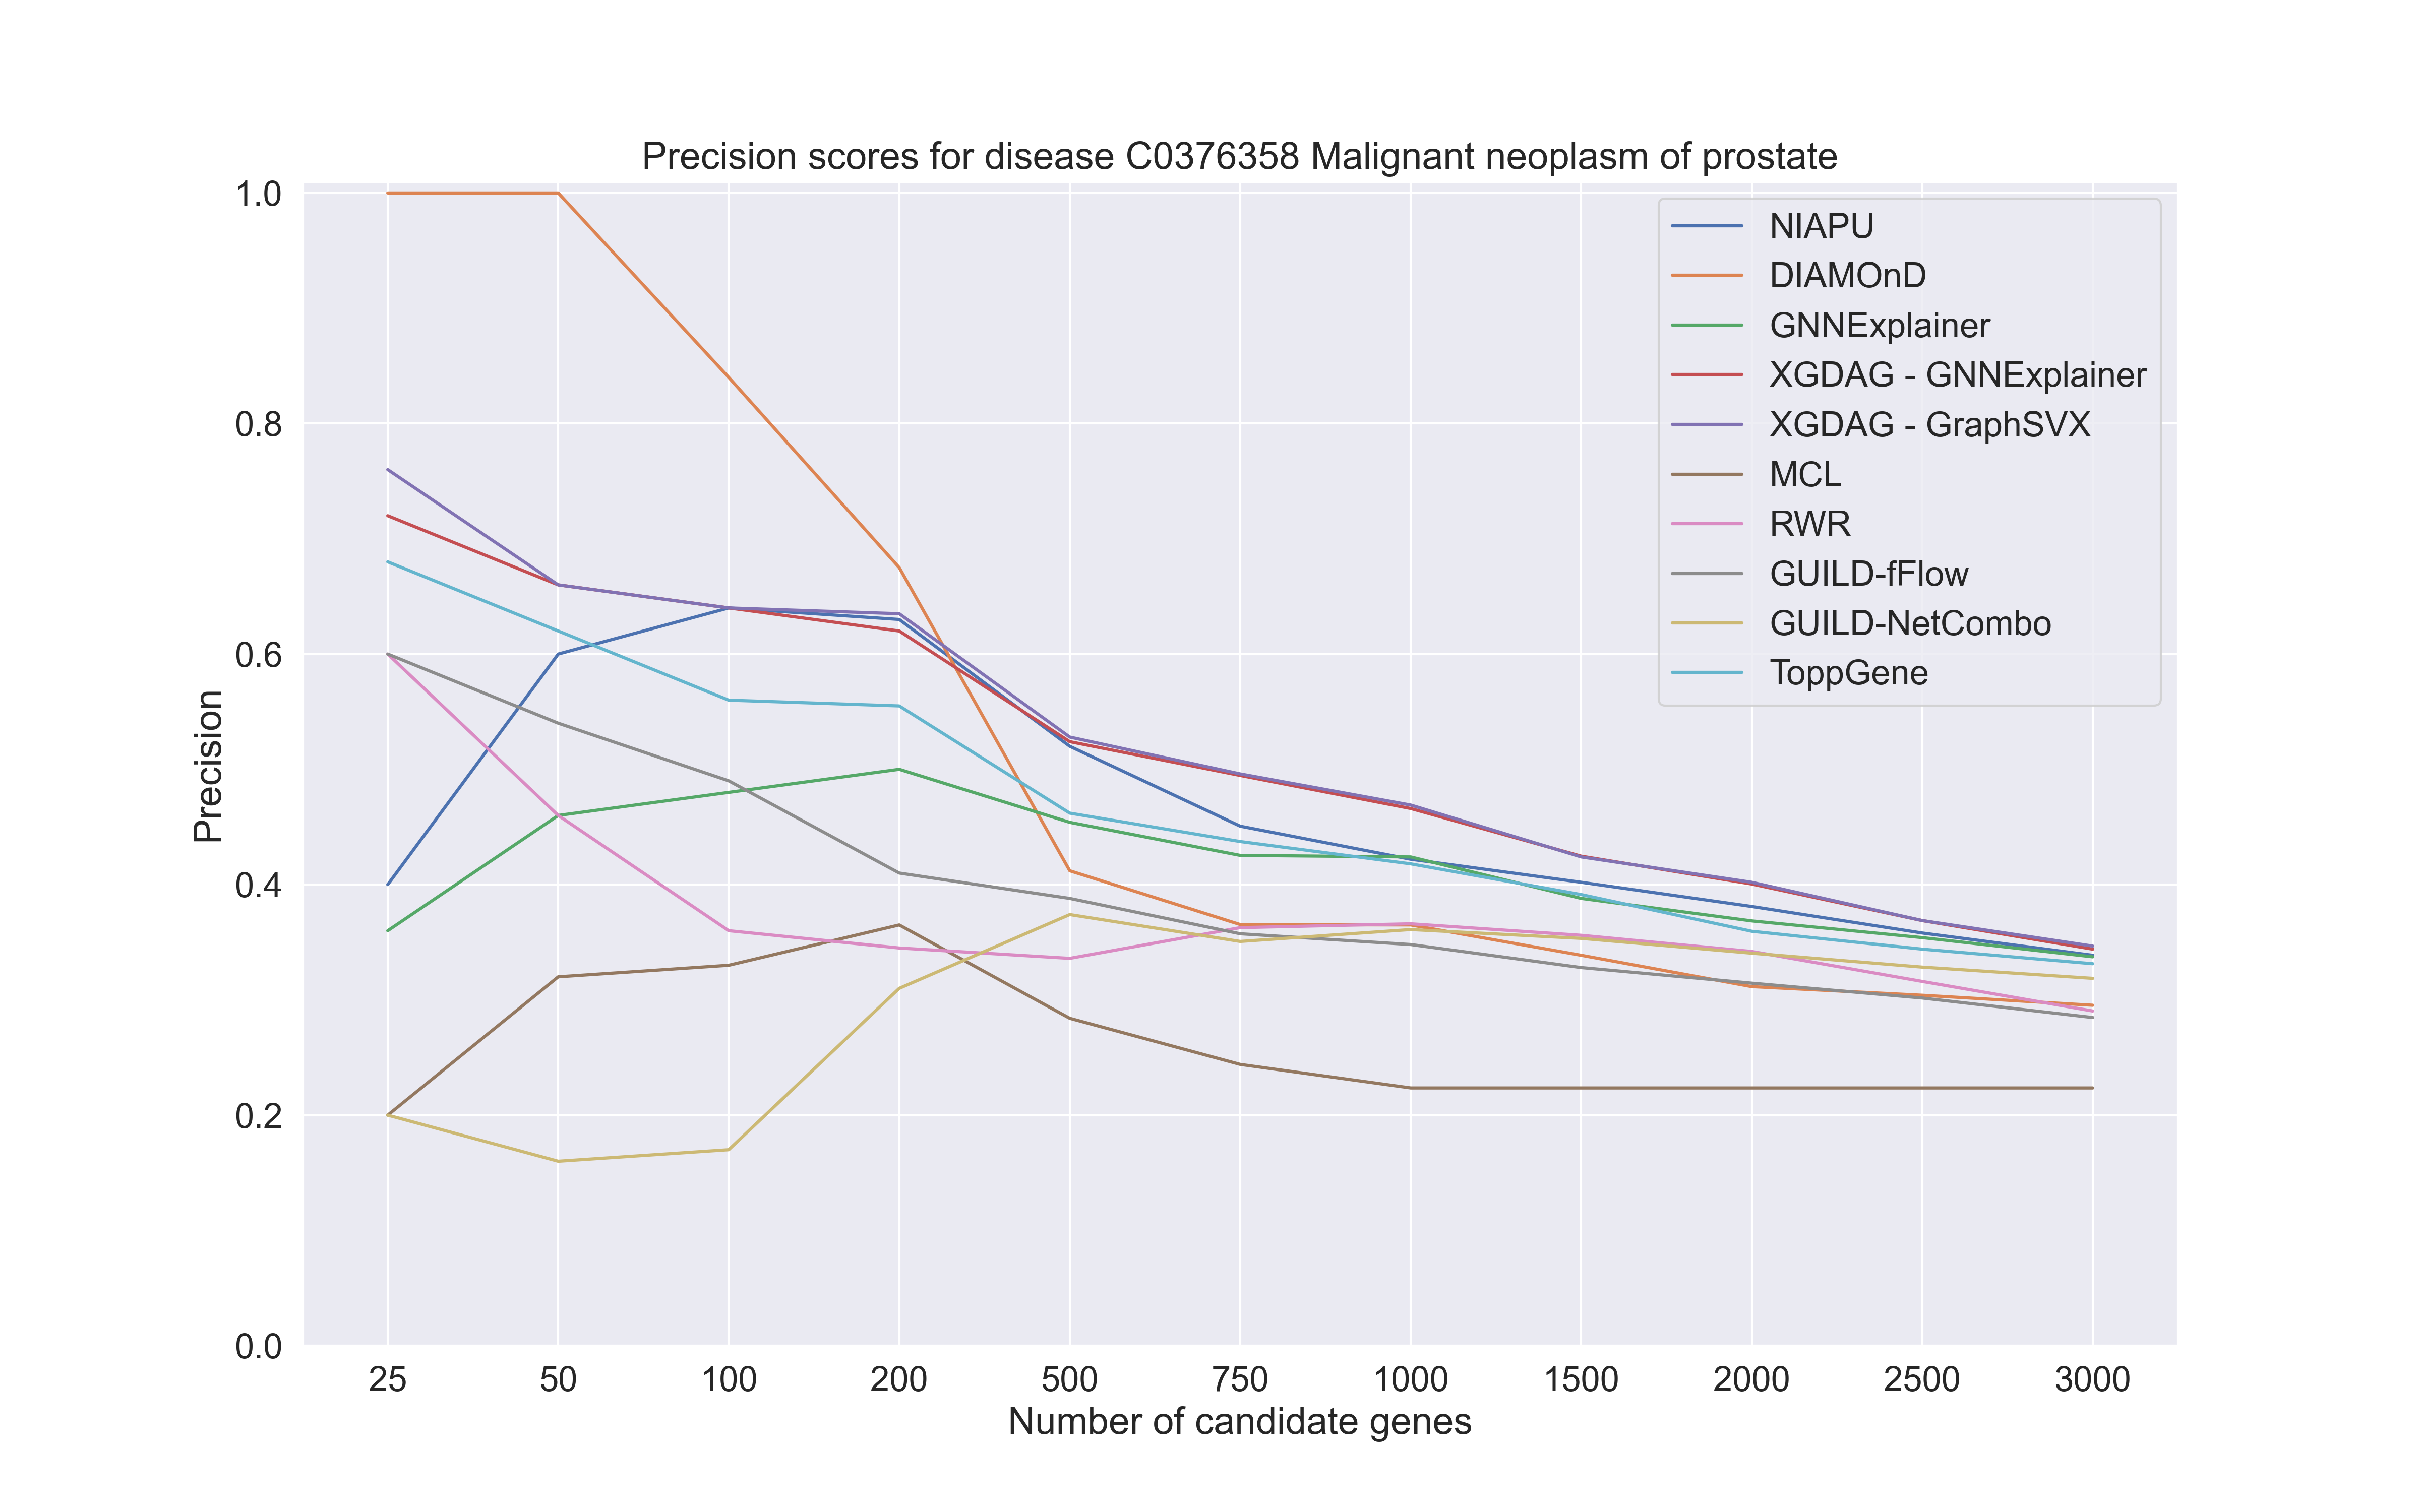 Precision scores for disease C0376358 Malignant neoplasm of prostate
1.0
0.8
0.6
0.4
0.2
0.0
Precision
NIAPU
DIAMOnD
GNNExplainer
XGDAG - GNNExplainer
XGDAG - GraphSVX
MCL
RWR
GUILD-fFlow
GUILD-NetCombo
ToppGene
25 50 100 200 500 750 1000 1500 2000 2500 3000
Number of candidate genes